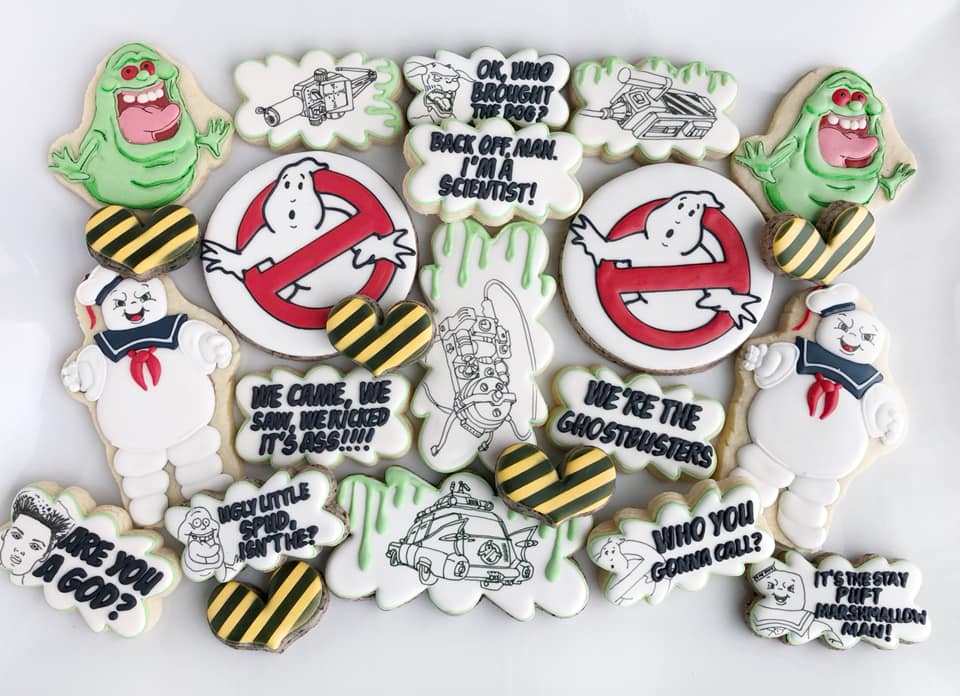 OK, WHO
BROUGHT
THE DOG?
BACK OFF, MAN.
I'M A
SCIENTIST!
WE CAME, WE
SAW, WE KICKED
IT'S ASS!!!!
WE'RE THE
GHOSTBUSTERS
ARE YOU
A GOD?
UGLY LITTLE
SPUD,
ISN'T HE?
WHO YOU
GONNA CALL?
IT'S THE STAY
PUFT
MARSHMALLOW
MAN!